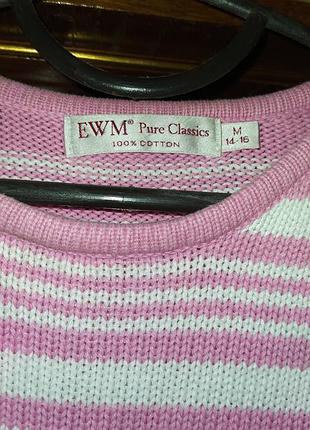 EWM® Pure Classics
100% COTTON
M
14-16